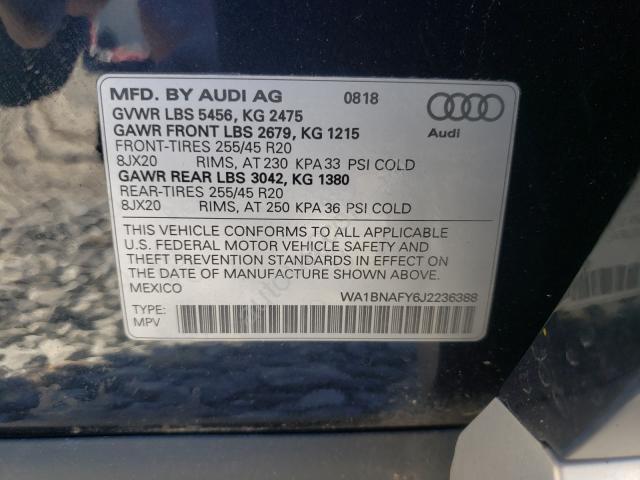 MFD. BY AUDI AG 0818
GVWR LBS 5456, KG 2475
GAWR FRONT LBS 2679, KG 1215
Audi
FRONT-TIRES 255/45 R20
8JX20 RIMS, AT 230 KPA 33 PSI COLD
GAWR REAR LBS 3042, KG 1380
REAR-TIRES 255/45 R20
8JX20 RIMS, AT 250 KPA 36 PSI COLD
THIS VEHICLE CONFORMS TO ALL APPLICABLE
U.S. FEDERAL MOTOR VEHICLE SAFETY AND
THEFT PREVENTION STANDARDS IN EFFECT ON
THE DATE OF MANUFACTURE SHOWN ABOVE.
MEXICO
WA1BNAFY6J2236388
TYPE:
MPV